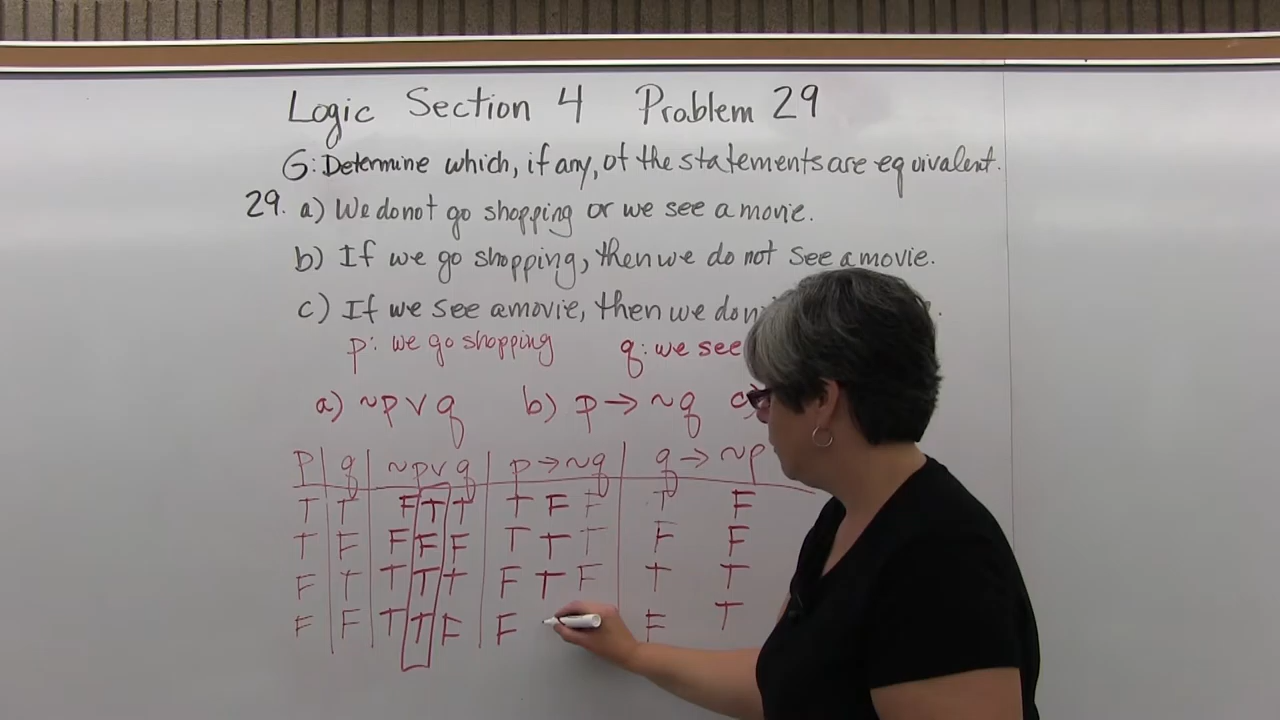 Logic Section 4 Problem 29
G: Determine which, if any, of the statements are equivalent.
29. a) We do not go shopping or we see a movie.
b) If we go shopping, then we do not see a movie.
c) If we see a movie, then we don
p: we go shopping q: we see
a) ~p ∨ q b) p → ~q c)
p q ~p ∨ q p → ~q q → ~p
T T F T T T F F T F
T F F F F T T T F F
F T T T T F T F T T
F F T T F F F T